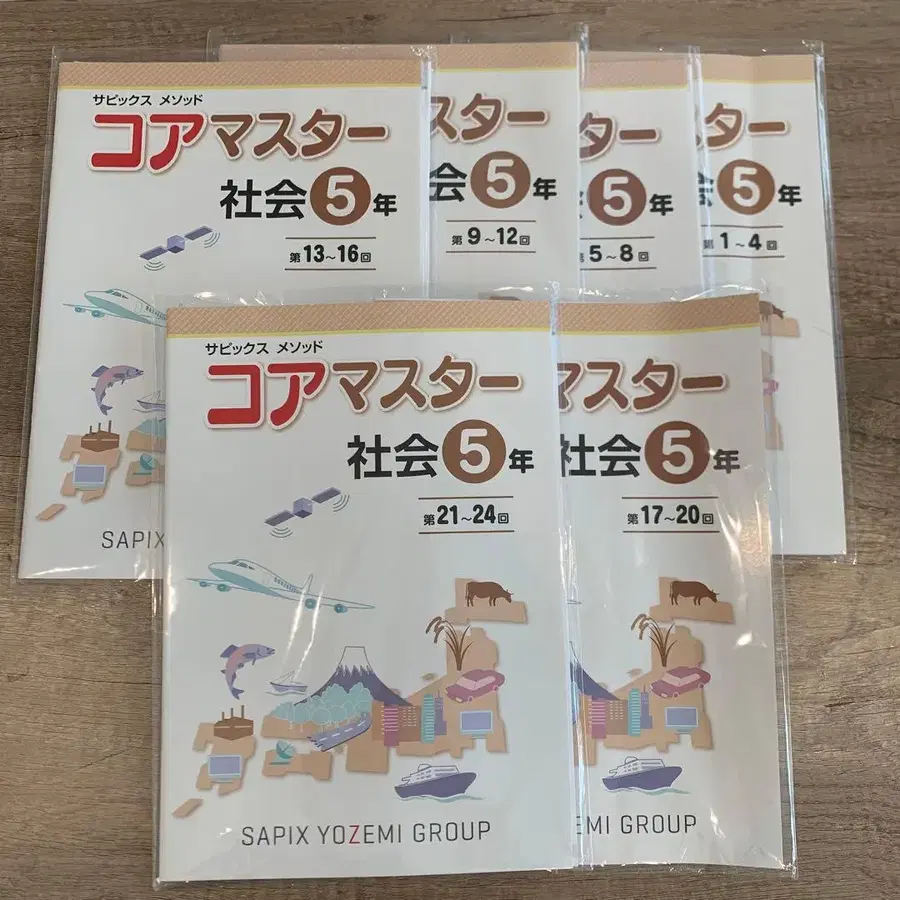 サピックス メソッド
コアマスター
社会5年
第13~16回
SAPIX
スター
会5年
第9~12回
ター
5年
第5~8回
ター
会5年
第1~4回
サピックス メソッド
コアマスター
社会5年
第21~24回
SAPIX YOZEMI GROUP
マスター
社会5年
第17~20回
EMI GROUP